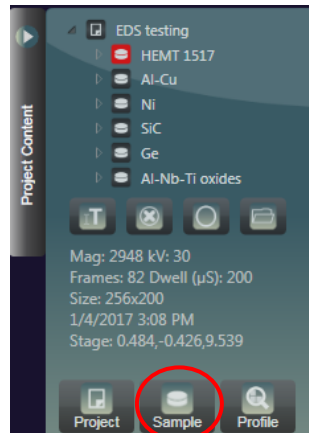 Project Content
EDS testing
HEMT 1517
Al-Cu
Ni
SiC
Ge
Al-Nb-Ti oxides
T
Mag: 2948 kV: 30
Frames: 82 Dwell (µS): 200
Size: 256x200
1/4/2017 3:08 PM
Stage: 0.484,-0.426,9.539
Project Sample Profile